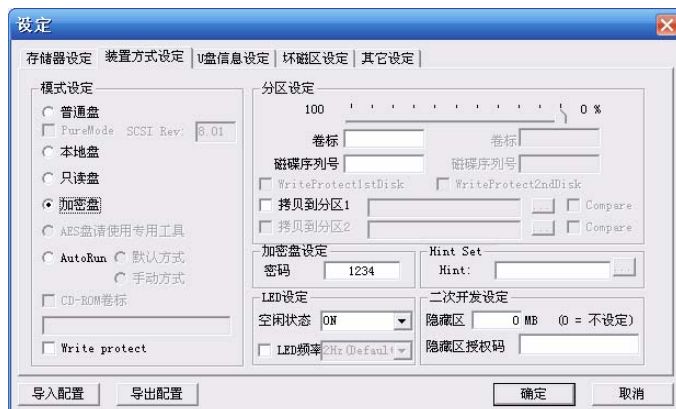 设定
存储器设定 装置方式设定 U盘信息设定 坏磁区设定 其它设定
模式设定
普通盘
PureMode SCSI Rev: 8.01
本地盘
只读盘
加密盘
AES盘请使用专用工具
AutoRun 默认方式
手动方式
CD-ROM卷标
Write protect
分区设定
100 0 %
卷标 卷标
磁碟序列号 磁碟序列号
WriteProtect1stDisk WriteProtect2ndDisk
拷贝到分区1 ... Compare
拷贝到分区2 ... Compare
加密盘设定
密码 1234
Hint Set
Hint: ...
LED设定
空闲状态 ON
LED频率 2Hz(Default
二次开发设定
隐藏区 0 MB (0 = 不设定)
隐藏区授权码
导入配置 导出配置 确定 取消